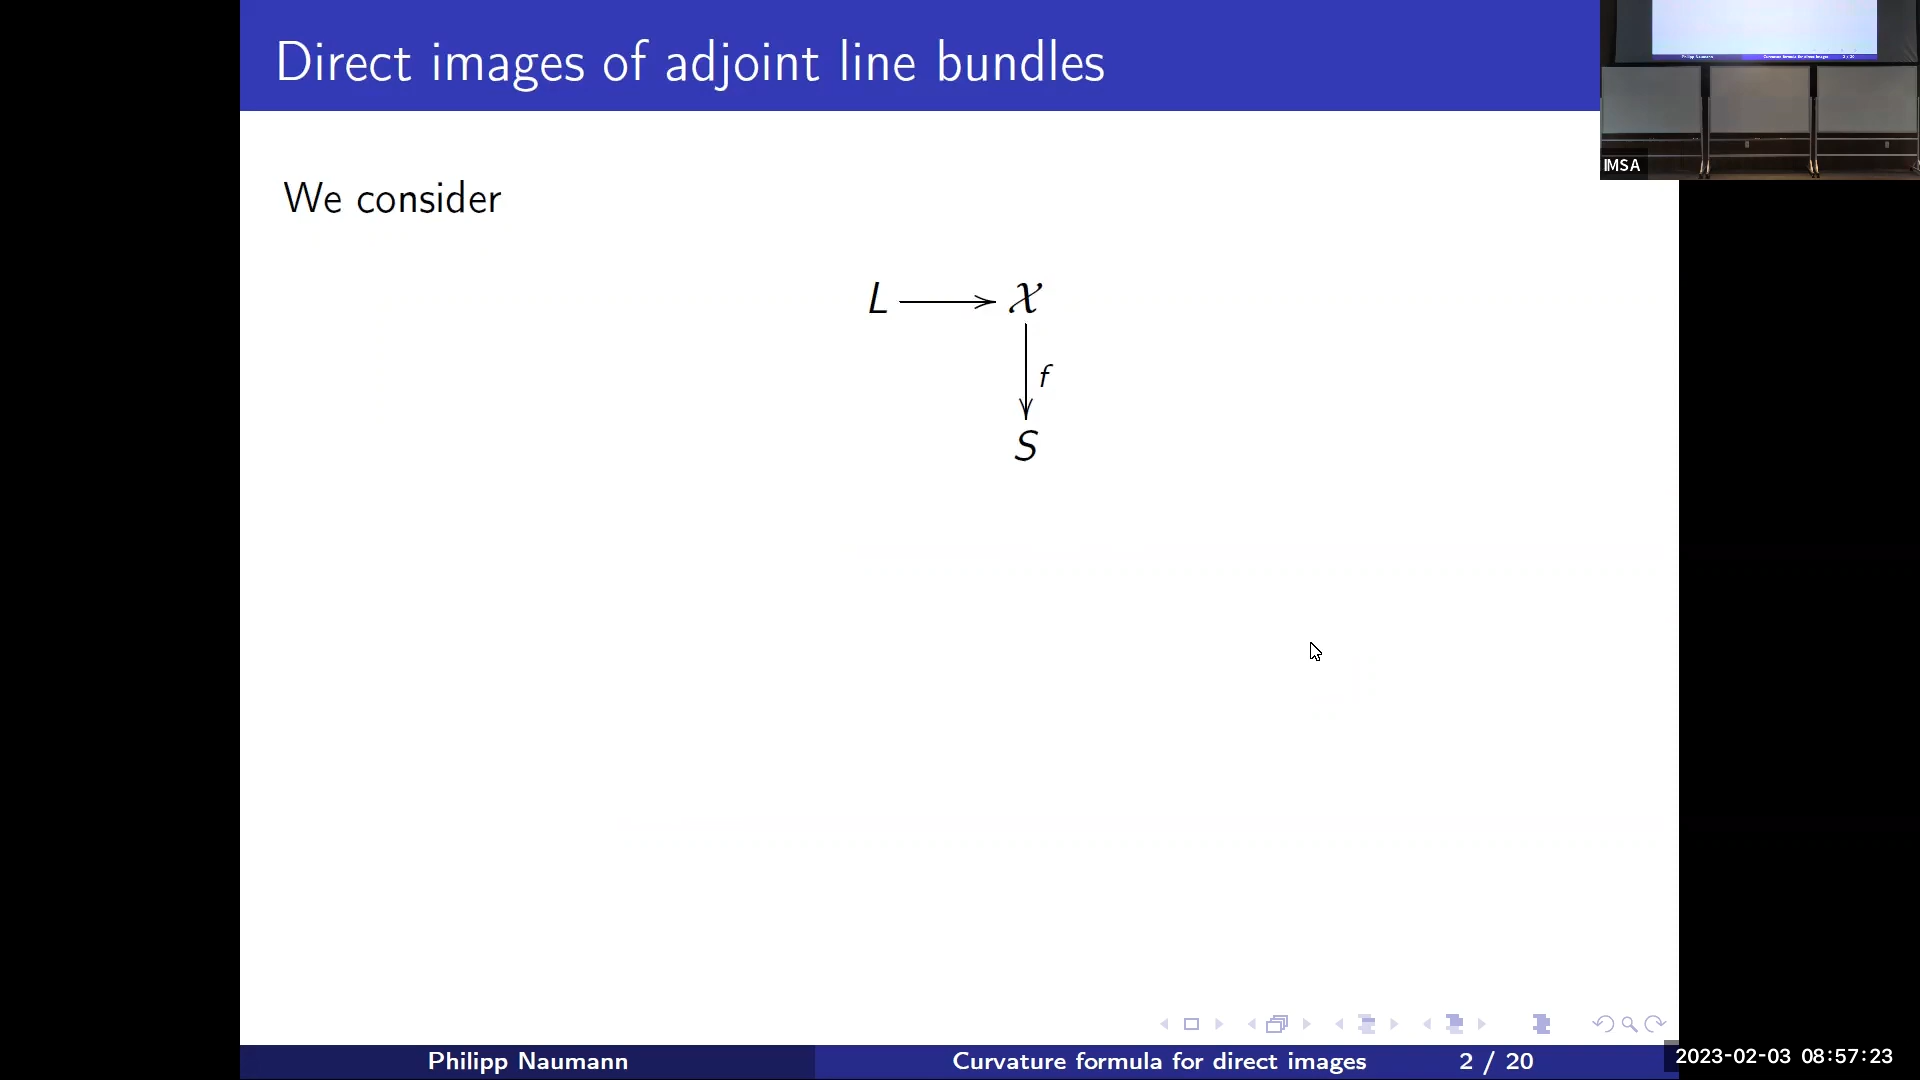 Direct images of adjoint line bundles
IMSA
We consider
L 𝒳
f
S
Philipp Naumann Curvature formula for direct images 2 / 20
2023-02-03 08:57:23